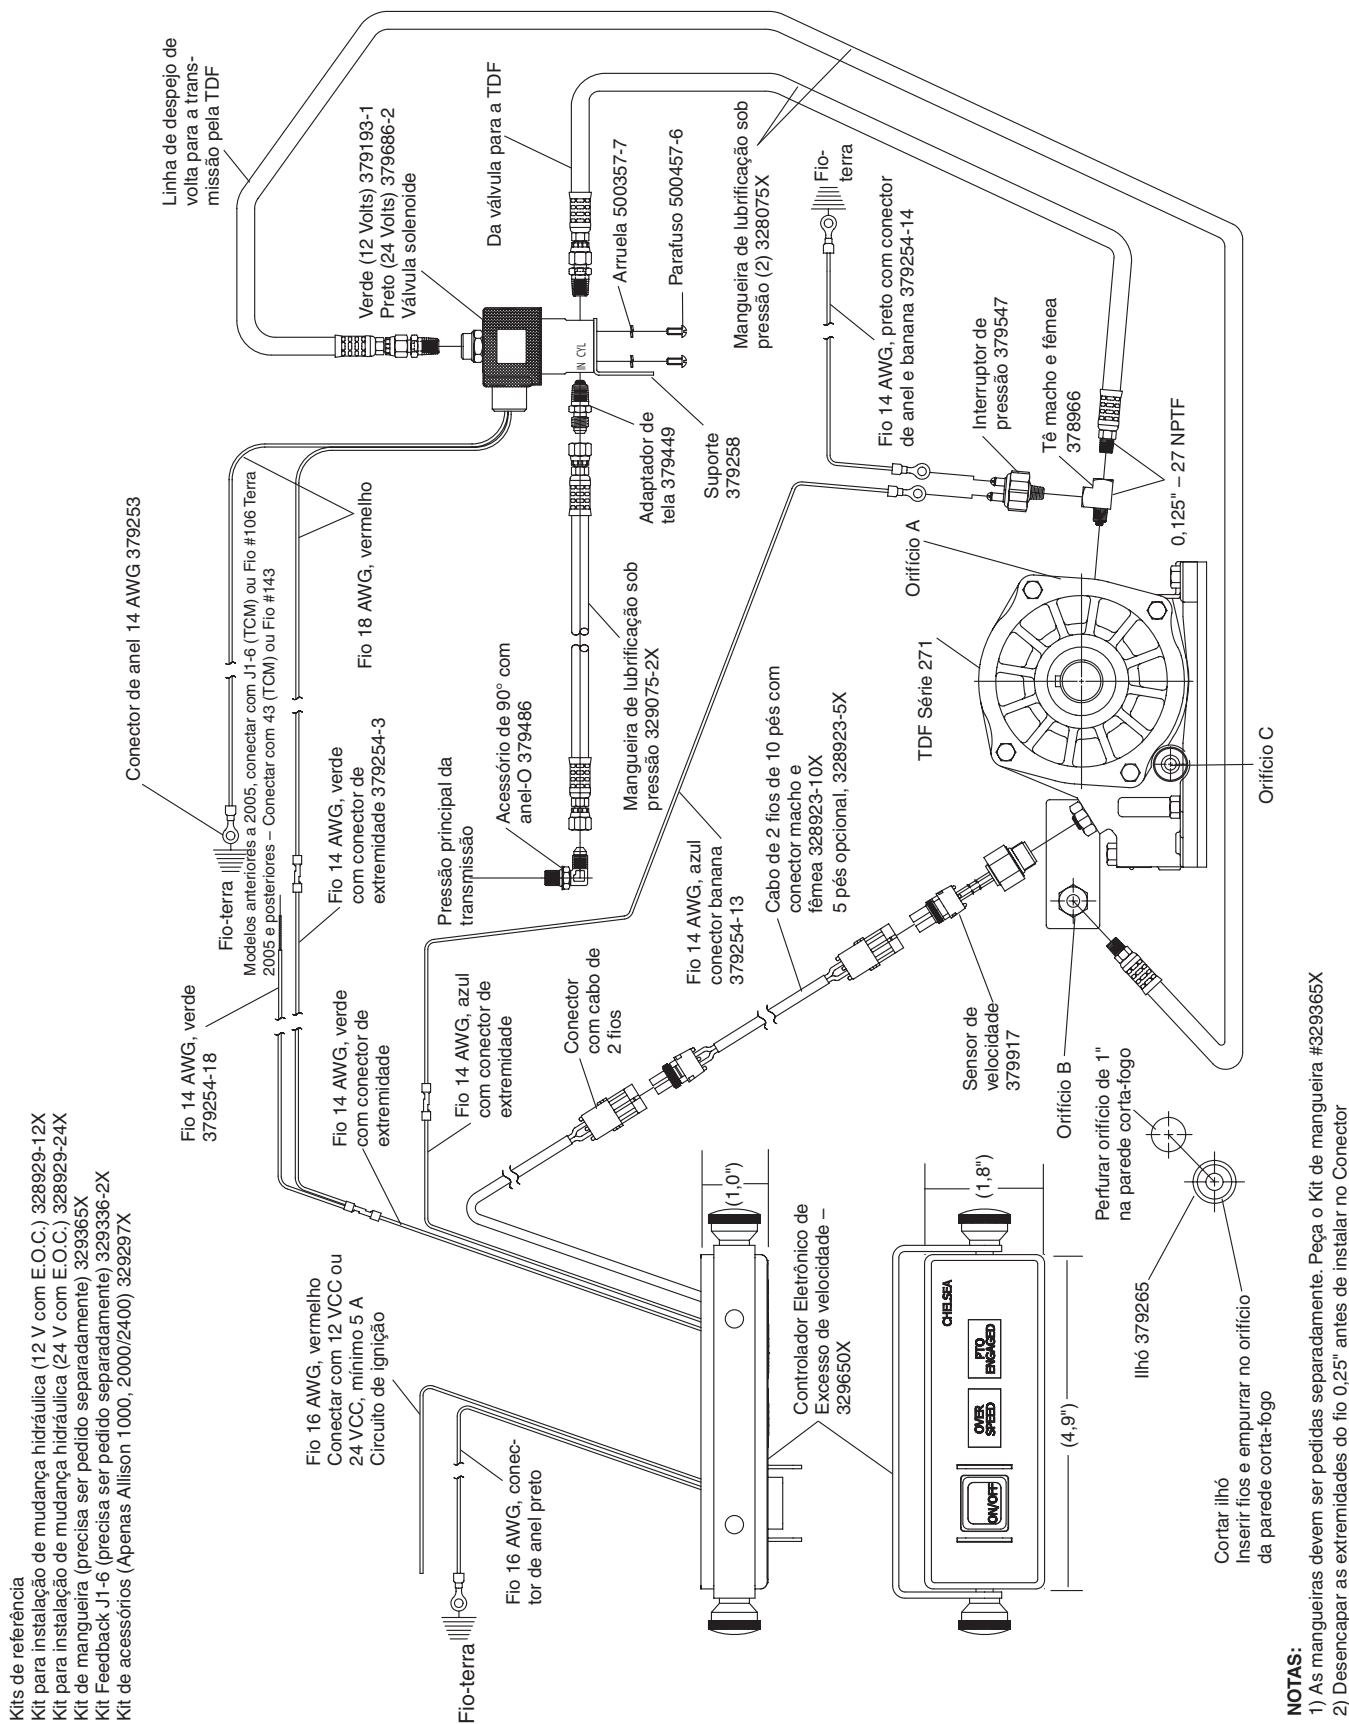 Kits de referência
Kit para instalação de mudança hidráulica (12 V com E.O.C.) 328929-12X
Kit para instalação de mudança hidráulica (24 V com E.O.C.) 328929-24X
Kit de mangueira (precisa ser pedido separadamente) 329365X
Kit Feedback J1-6 (precisa ser pedido separadamente) 329336-2X
Kit de acessórios (Apenas Allison 1000, 2000/2400) 329297X
Linha de despejo de
volta para a trans-
missão pela TDF
Conector de anel 14 AWG 379253
Fio-terra
Modelos anteriores a 2005, conectar com J1-6 (TCM) ou Fio #106 Terra
2005 e posteriores – Conectar com 43 (TCM) ou Fio #143
Fio 14 AWG, verde
379254-18
Verde (12 Volts) 379193-1
Preto (24 Volts) 379686-2
Válvula solenoide
Fio 18 AWG, vermelho
Fio 14 AWG, verde
com conector de
extremidade 379254-3
Fio 14 AWG, verde
com conector de
extremidade
Fio 16 AWG, vermelho
Conectar com 12 VCC ou
24 VCC, mínimo 5 A
Circuito de ignição
Da válvula para a TDF
IN CYL
Arruela 500357-7
Parafuso 500457-6
Adaptador de
tela 379449
Suporte
379258
Mangueira de lubrificação sob
pressão 329075-2X
Acessório de 90° com
anel-O 379486
Pressão principal da
transmissão
Fio 14 AWG, azul
com conector de
extremidade
Fio 16 AWG, conec-
tor de anel preto
Fio-terra
Mangueira de lubrificação sob
pressão (2) 328075X
Fio-
terra
Fio 14 AWG, preto com conector
de anel e banana 379254-14
Interruptor de
pressão 379547
Tê macho e fêmea
378966
0,125" – 27 NPTF
Orifício A
TDF Série 271
Fio 14 AWG, azul
conector banana
379254-13
Cabo de 2 fios de 10 pés com
conector macho e
fêmea 328923-10X
5 pés opcional, 328923-5X
Conector
com cabo de
2 fios
Sensor de
velocidade
379917
Orifício B
Orifício C
(1,0")
Controlador Eletrônico de
Excesso de velocidade –
329650X
(1,8")
CHELSEA
PTO
ENGAGED
OVER
SPEED
ON/OFF
(4,9")
Perfurar orifício de 1"
na parede corta-fogo
Ilhó 379265
Cortar ilhó
Inserir fios e empurrar no orifício
da parede corta-fogo
NOTAS:
1) As mangueiras devem ser pedidas separadamente. Peça o Kit de mangueira #329365X
2) Desencapar as extremidades do fio 0,25" antes de instalar no Conector